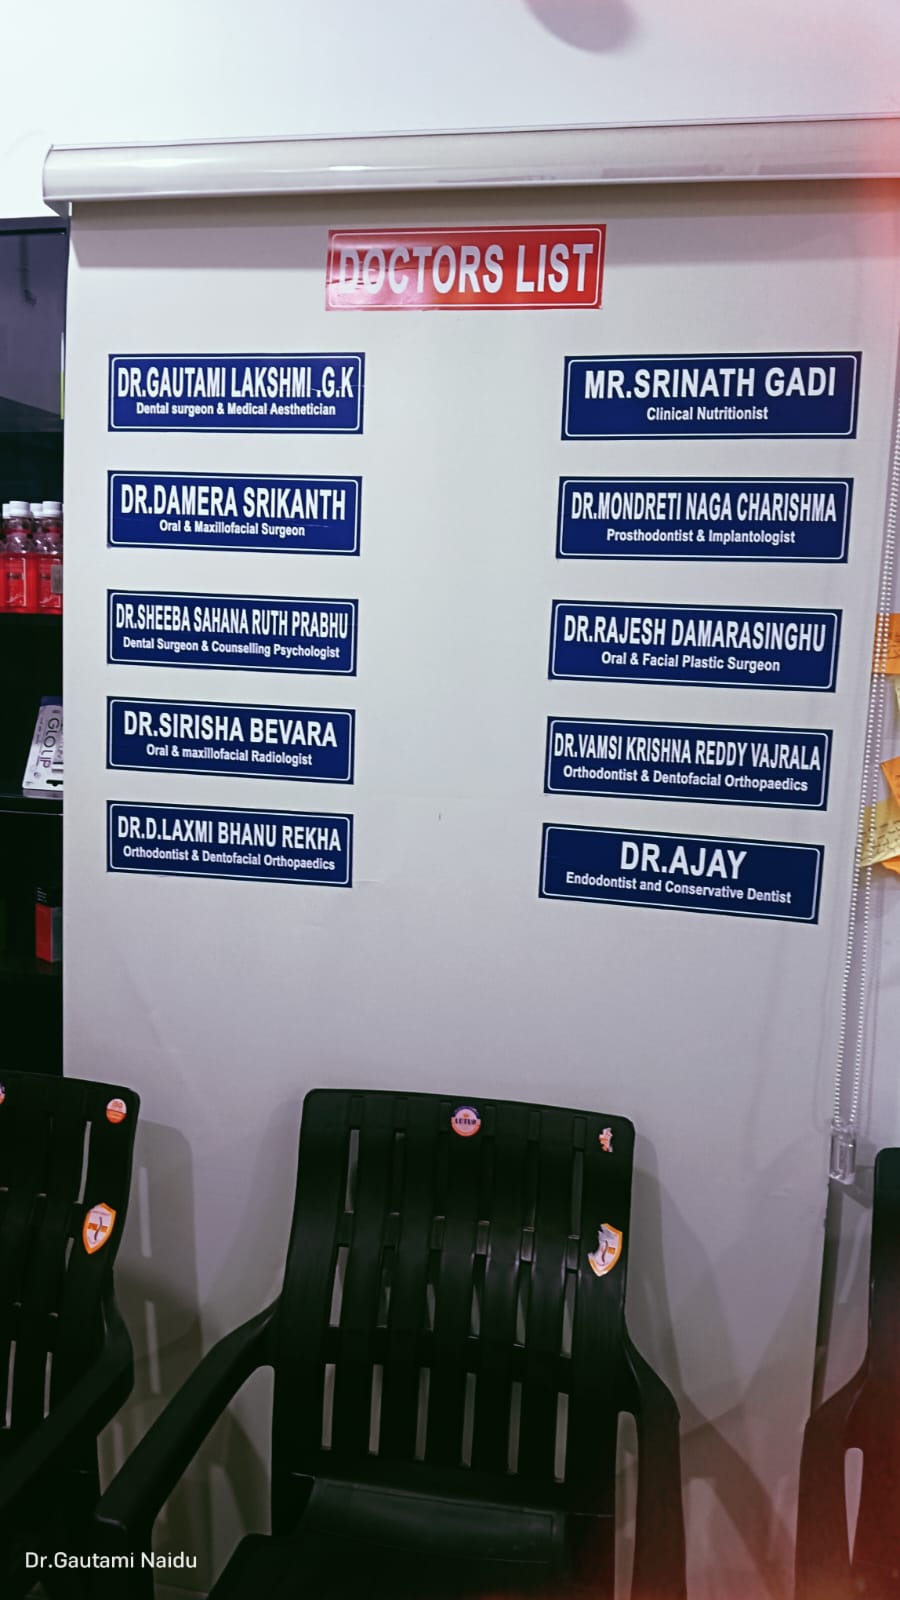 DOCTORS LIST
DR.GAUTAMI LAKSHMI .G.K
Dental surgeon & Medical Aesthetician
DR.DAMERA SRIKANTH
Oral & Maxillofacial Surgeon
DR.SHEEBA SAHANA RUTH PRABHU
Dental Surgeon & Counselling Psychologist
DR.SIRISHA BEVARA
Oral & maxillofacial Radiologist
DR.D.LAXMI BHANU REKHA
Orthodontist & Dentofacial Orthopaedics
MR.SRINATH GADI
Clinical Nutritionist
DR.MONDRETI NAGA CHARISHMA
Prosthodontist & Implantologist
DR.RAJESH DAMARASINGHU
Oral & Facial Plastic Surgeon
DR.VAMSI KRISHNA REDDY VAJRALA
Orthodontist & Dentofacial Orthopaedics
DR.AJAY
Endodontist and Conservative Dentist
Dr.Gautami Naidu